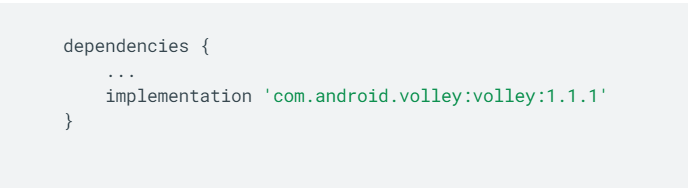 dependencies {
    ...
    implementation 'com.android.volley:volley:1.1.1'
}